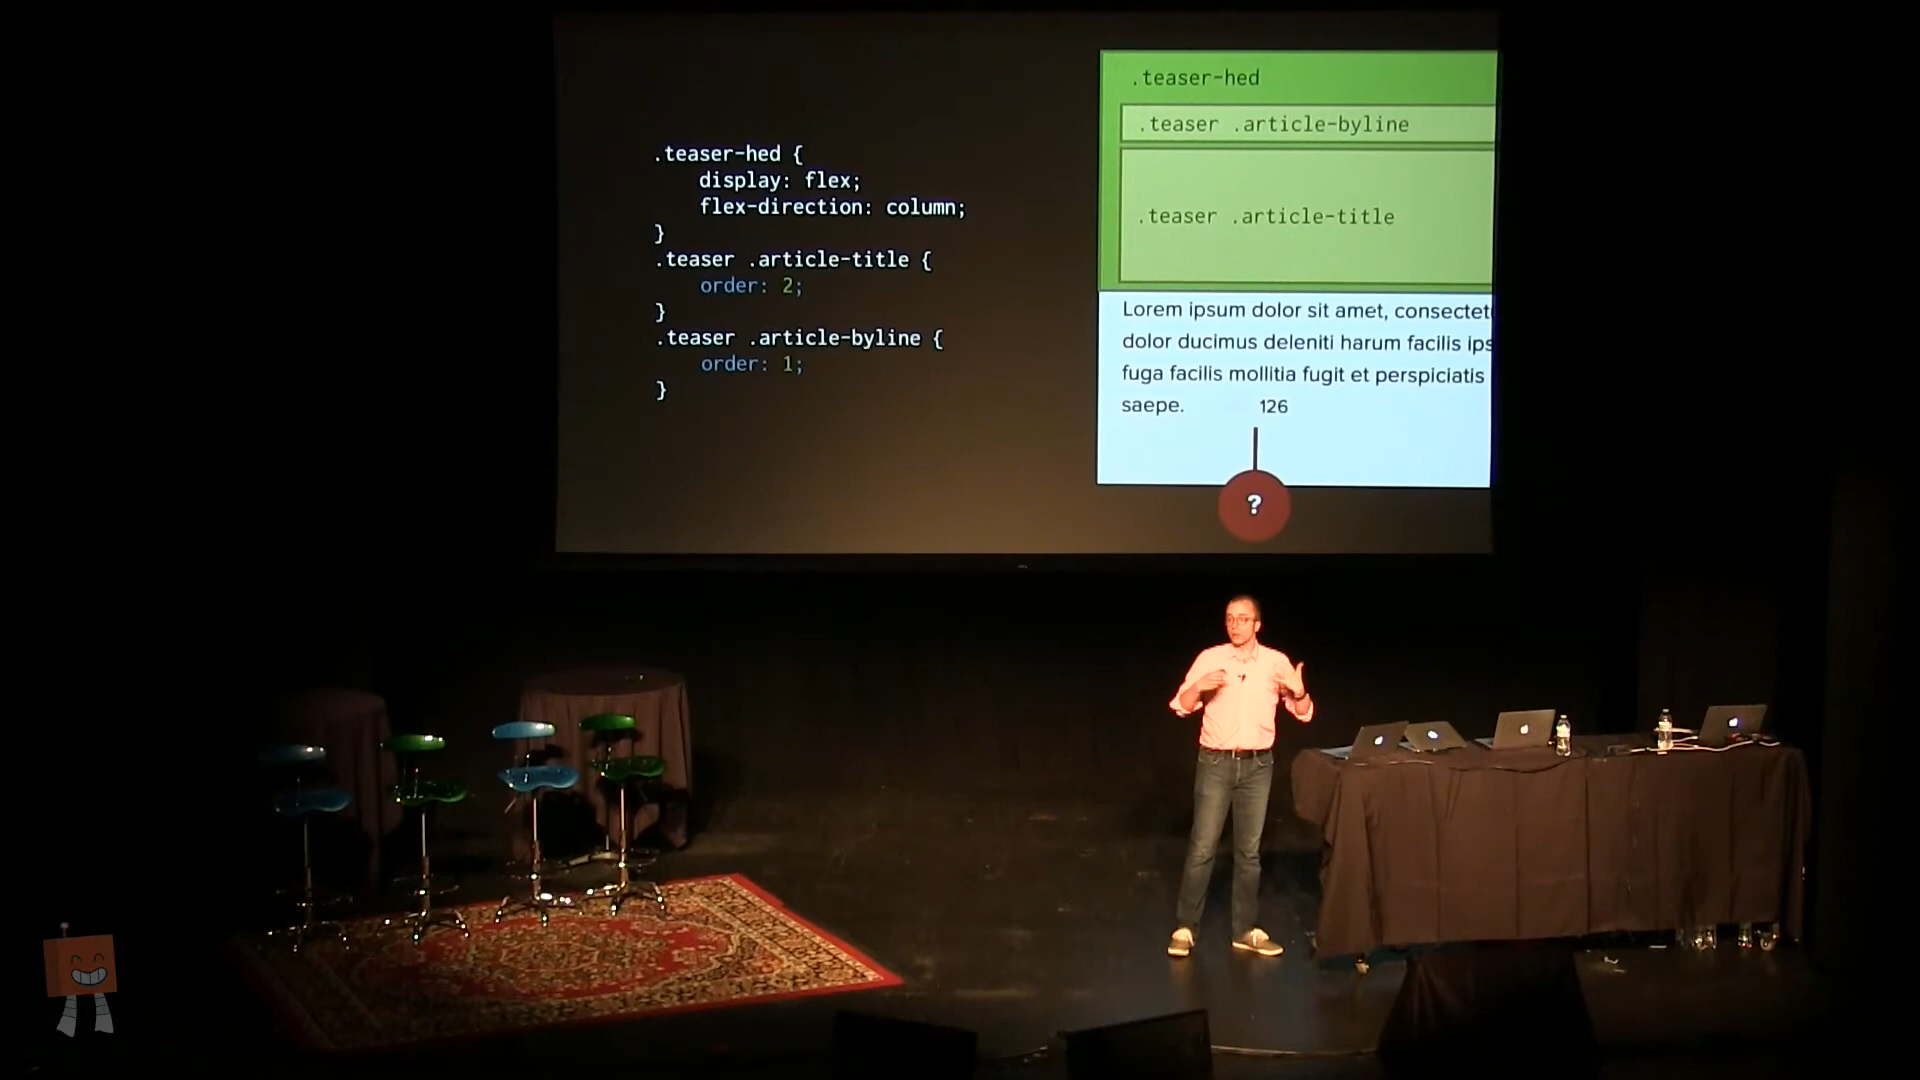 .teaser-hed {
display: flex;
flex-direction: column;
}
.teaser .article-title {
order: 2;
}
.teaser .article-byline {
order: 1;
}
.teaser-hed
.teaser .article-byline
.teaser .article-title
Lorem ipsum dolor sit amet, consectet
dolor ducimus deleniti harum facilis ips
fuga facilis mollitia fugit et perspiciatis
saepe. 126
?